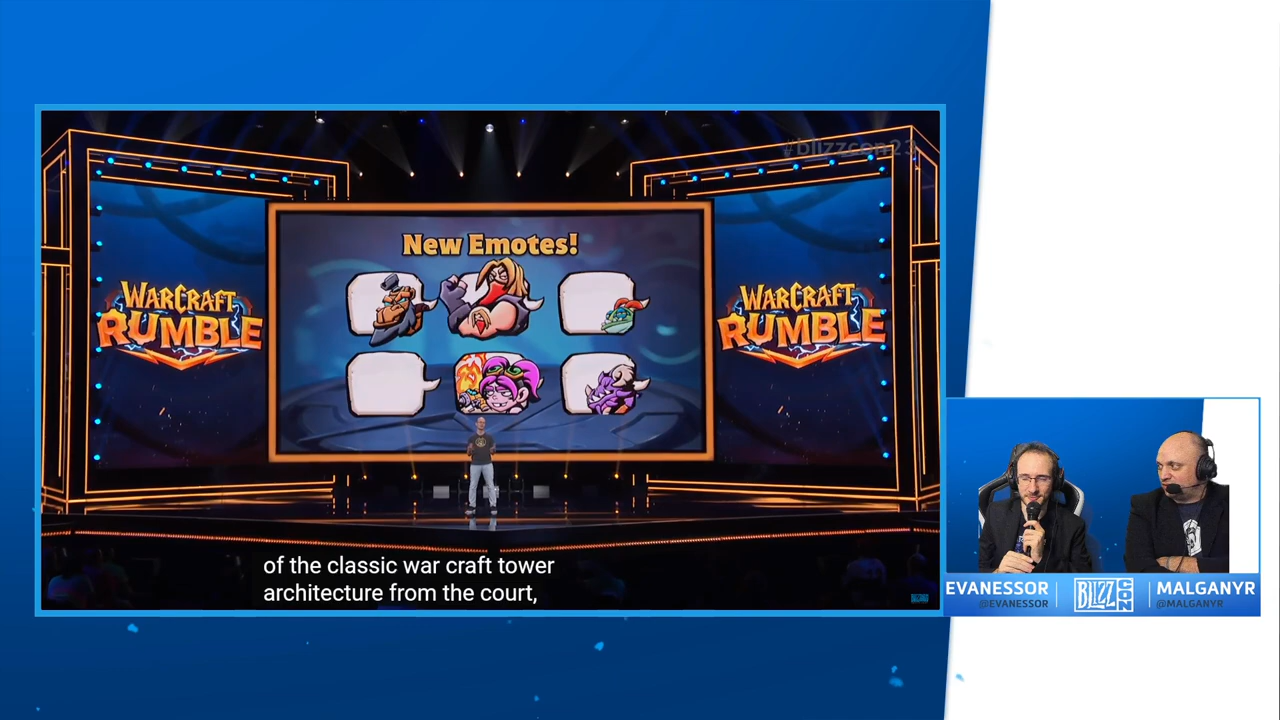 #blizzcon23
New Emotes!
WARCRAFT
RUMBLE
WARCRAFT
RUMBLE
of the classic war craft tower
architecture from the court,
EVANESSOR
@EVANESSOR
BLIZZCON
MALGANYR
@MALGANYR